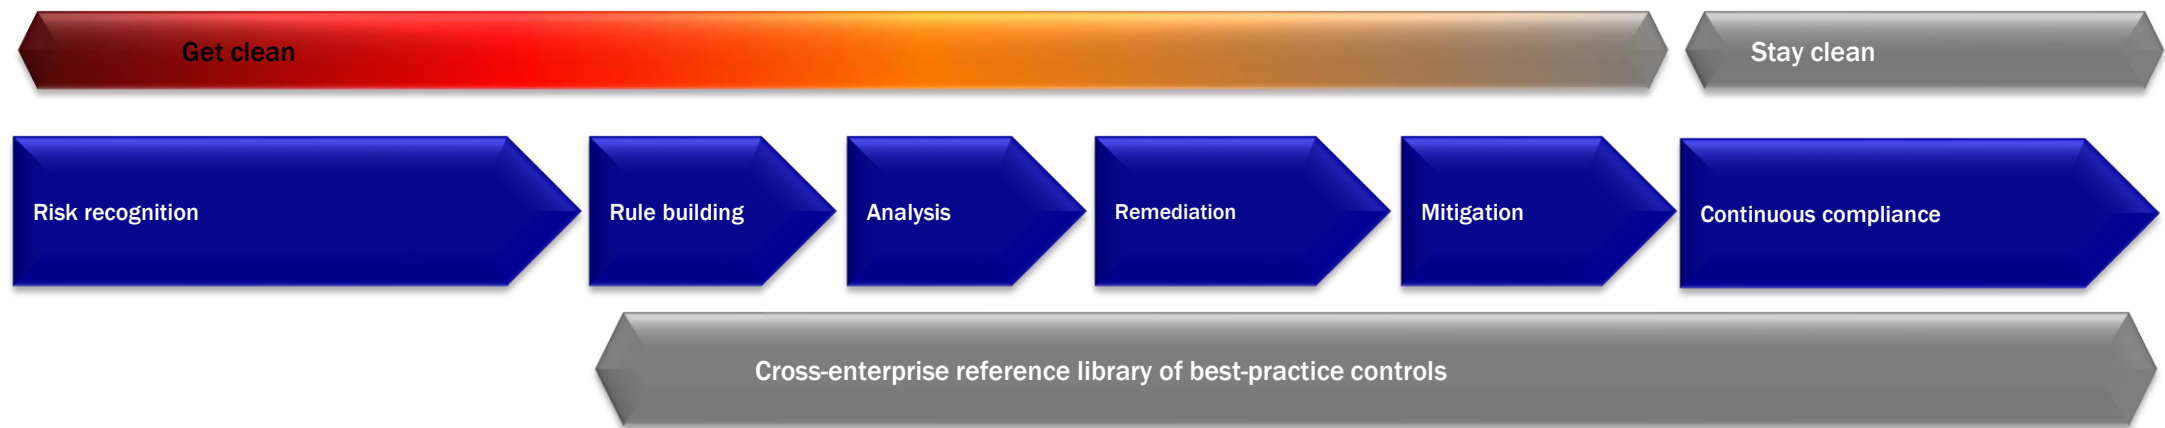 Get clean
Stay clean
Risk recognition
Rule building
Analysis
Remediation
Mitigation
Continuous compliance
Cross-enterprise reference library of best-practice controls